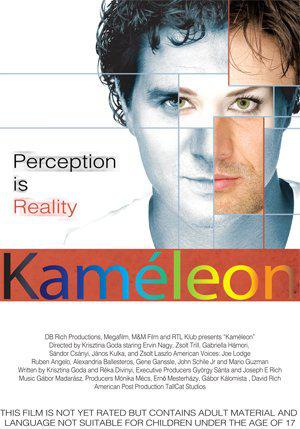 Perception
is
Reality
Kaméleon
DB Rich Productions, Megafilm, M&M Film and RTL Klub presents "Kaméleon"
Directed by Krisztina Goda staring Ervin Nagy, Zsolt Trill, Gabriella Hámori,
Sándor Csányi, János Kulka, and Zsolt Laszlo American Voices: Joe Lodge
Ruben Angelo, Alexandria Ballesteros, Gene Gansslе, John Schile Jr and Mario Guzman
Written by Krisztina Goda and Réka Divinyi, Executive Producers György Sánta and Joseph E Rich
Music Gábor Madarász, Producers Monika Mécs, Ernő Mesterházy, Gábor Kálomista , David Rich
American Post Production TallCat Studios
THIS FILM IS NOT YET RATED BUT CONTAINS ADULT MATERIAL AND
LANGUAGE NOT SUITABLE FOR CHILDREN UNDER THE AGE OF 17